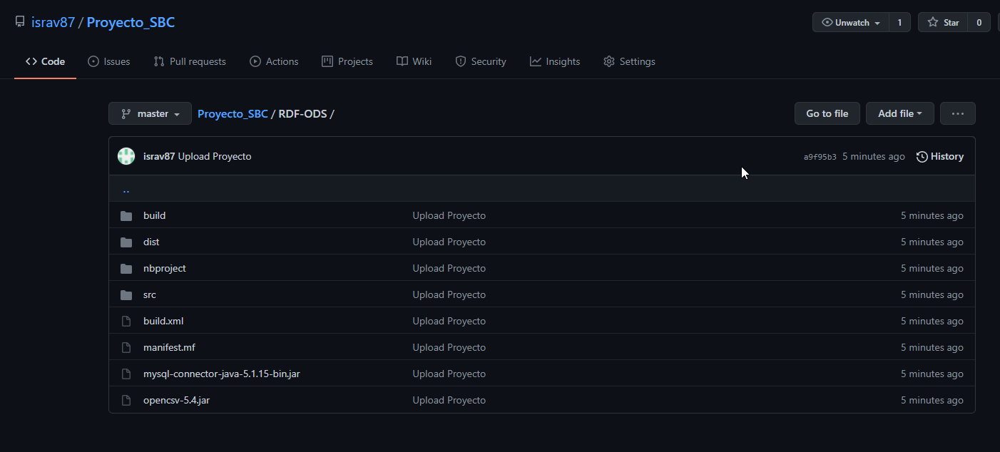 israv87 / Proyecto_SBC Unwatch 1 Star 0
Code Issues Pull requests Actions Projects Wiki Security Insights Settings
master Proyecto_SBC / RDF-ODS / Go to file Add file ...
israv87 Upload Proyecto a9f95b3 5 minutes ago History
..
build Upload Proyecto 5 minutes ago
dist Upload Proyecto 5 minutes ago
nbproject Upload Proyecto 5 minutes ago
src Upload Proyecto 5 minutes ago
build.xml Upload Proyecto 5 minutes ago
manifest.mf Upload Proyecto 5 minutes ago
mysql-connector-java-5.1.15-bin.jar Upload Proyecto 5 minutes ago
opencsv-5.4.jar Upload Proyecto 5 minutes ago